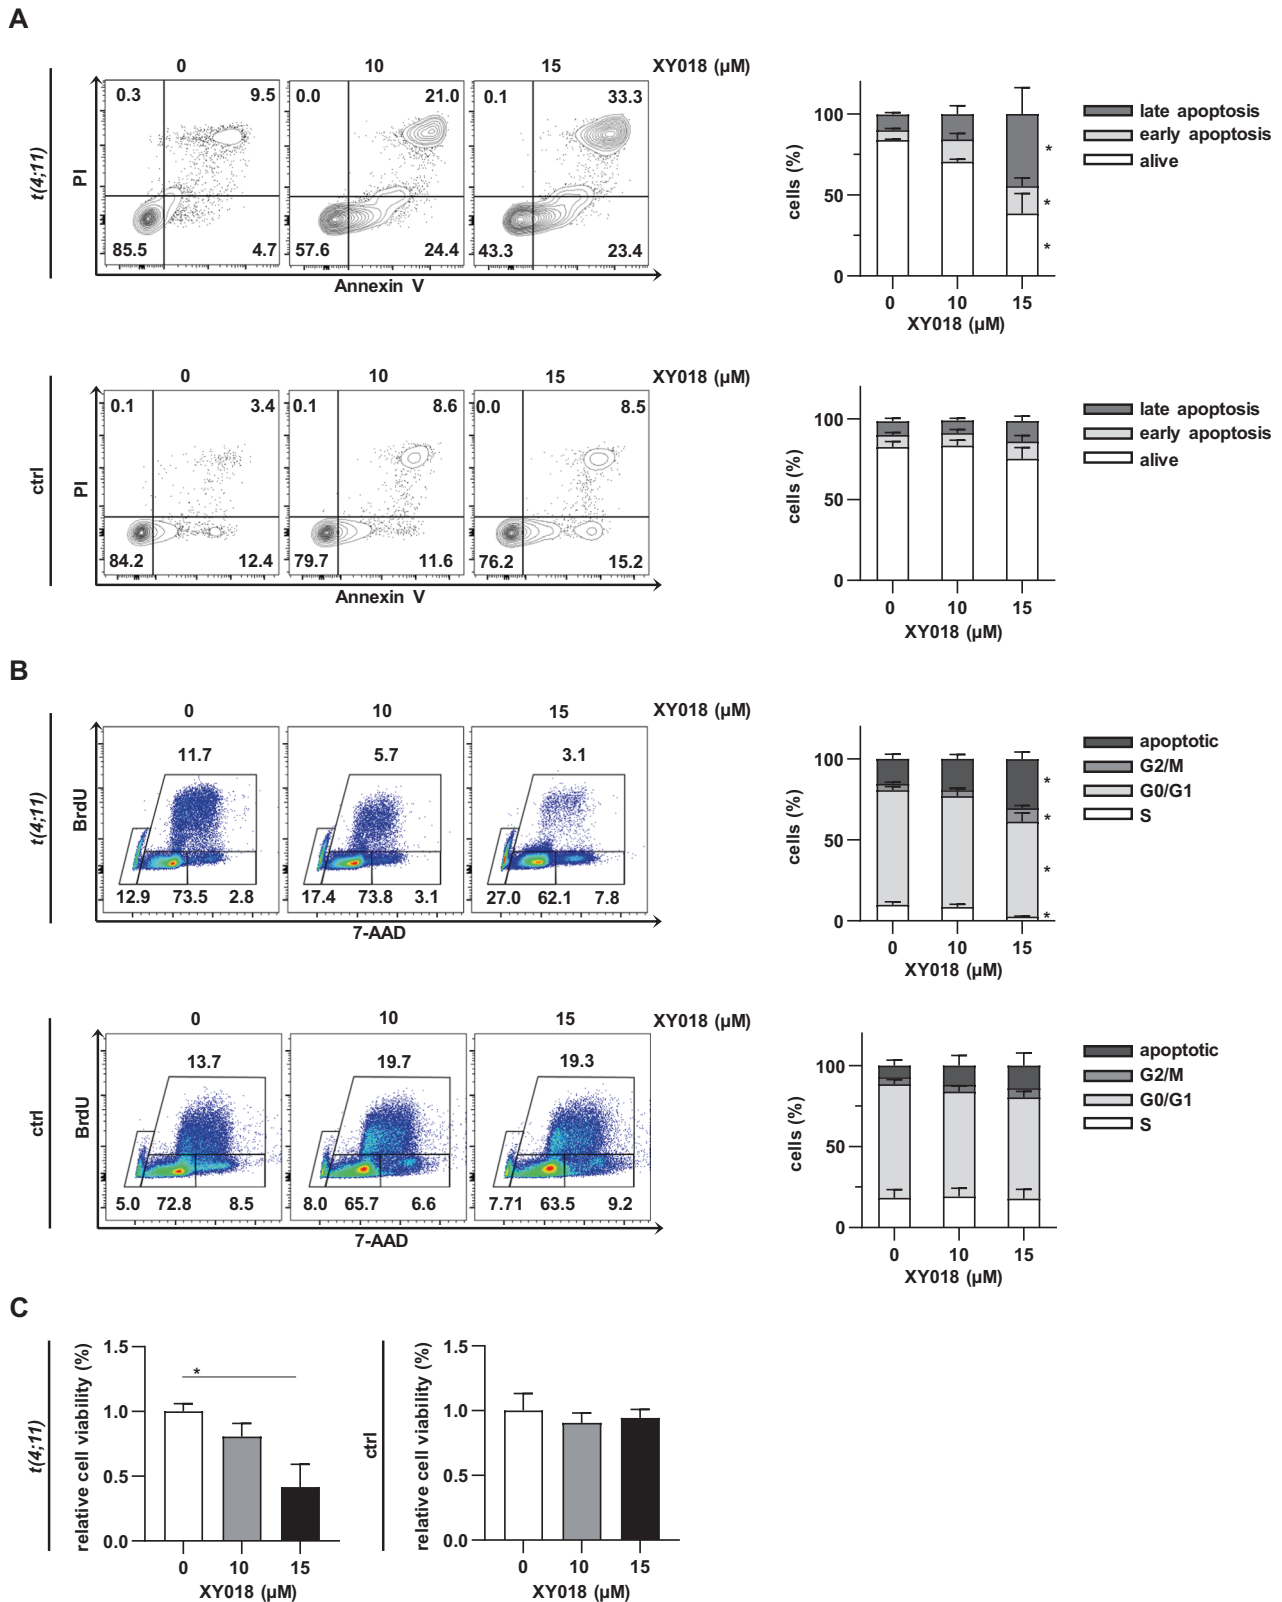 A
0 10 15 XY018 (µM)
t(4;11)
PI
0.3 9.5 0.0 21.0 0.1 33.3
85.5 4.7 57.6 24.4 43.3 23.4
Annexin V
cells (%)
100
50
0
0 10 15
XY018 (µM)
late apoptosis
early apoptosis
alive
*
*
*
0 10 15 XY018 (µM)
ctrl
PI
0.1 3.4 0.1 8.6 0.0 8.5
84.2 12.4 79.7 11.6 76.2 15.2
Annexin V
cells (%)
100
50
0
0 10 15
XY018 (µM)
late apoptosis
early apoptosis
alive
B
0 10 15 XY018 (µM)
t(4;11)
BrdU
11.7 5.7 3.1
12.9 73.5 2.8 17.4 73.8 3.1 27.0 62.1 7.8
7-AAD
cells (%)
100
50
0
0 10 15
XY018 (µM)
apoptotic
G2/M
G0/G1
S
*
*
*
*
0 10 15 XY018 (µM)
ctrl
BrdU
13.7 19.7 19.3
5.0 72.8 8.5 8.0 65.7 6.6 7.71 63.5 9.2
7-AAD
cells (%)
100
50
0
0 10 15
XY018 (µM)
apoptotic
G2/M
G0/G1
S
C
t(4;11)
relative cell viability (%)
1.5
1.0
0.5
0.0
*
0 10 15
XY018 (µM)
ctrl
relative cell viability (%)
1.5
1.0
0.5
0.0
0 10 15
XY018 (µM)